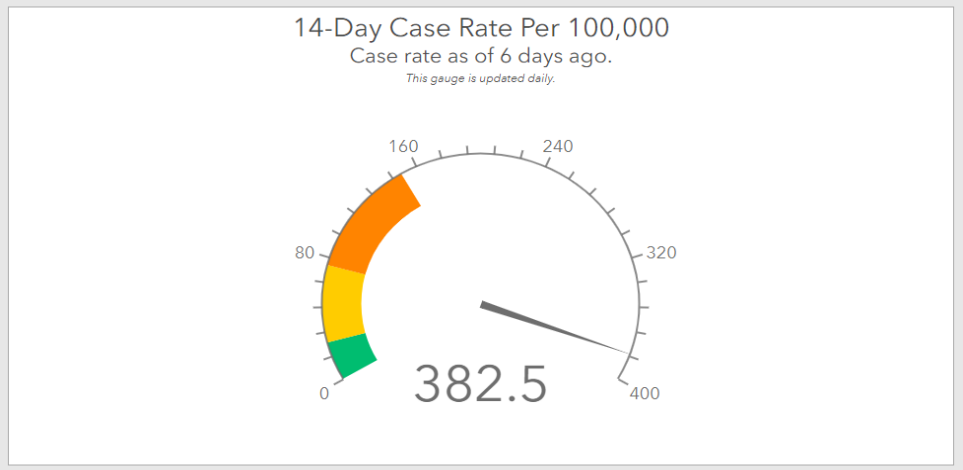 14-Day Case Rate Per 100,000
Case rate as of 6 days ago.
This gauge is updated daily.
160
240
80
320
0
382.5
400